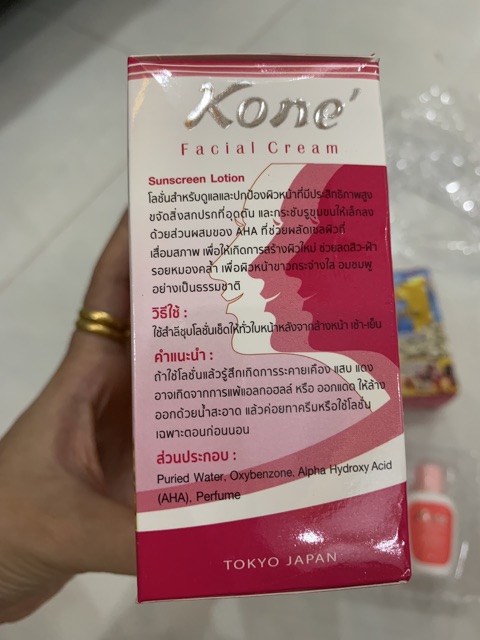 Kone'
Facial Cream
Sunscreen Lotion
โลชั่นสำหรับดูแลและปกป้องผิวหน้าที่มีประสิทธิภาพสูง
ขจัดสิ่งสกปรกที่อุดตัน และกระชับรูขุมขนให้เล็กลง
ด้วยส่วนผสมของ AHA ที่ช่วยผลัดเซลผิวที่
เสื่อมสภาพ เพื่อให้เกิดการสร้างผิวใหม่ ช่วยลดสิว-ฝ้า
รอยหมองคล้ำ เพื่อผิวหน้าขาวกระจ่างใส อมชมพู
อย่างเป็นธรรมชาติ
วิธีใช้ :
ใช้สำลีชุบโลชั่นเช็ดให้ทั่วใบหน้าหลังจากล้างหน้า เช้า-เย็น
คำแนะนำ :
ถ้าใช้โลชั่นแล้วรู้สึกเกิดการระคายเคือง แสบ แดง
อาจเกิดจากการแพ้แอลกอฮอล์ หรือ ออกแดด ให้ล้าง
ออกด้วยน้ำสะอาด แล้วค่อยทาครีมหรือใช้โลชั่น
เฉพาะตอนก่อนนอน
ส่วนประกอบ :
Puried Water, Oxybenzone, Alpha Hydroxy Acid
(AHA), Perfume
TOKYO JAPAN